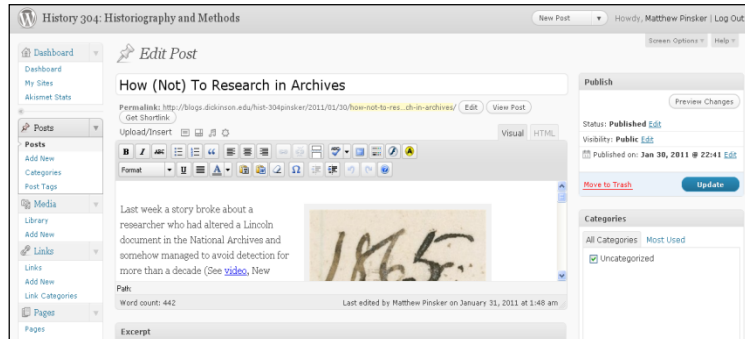 History 304: Historiography and Methods
New Post
Howdy, Matthew Pinsker | Log Out
Screen Options
Help
Dashboard
Dashboard
My Sites
Akismet Stats
Posts
Posts
Add New
Categories
Post Tags
Media
Library
Add New
Links
Links
Add New
Link Categories
Pages
Pages
Edit Post
How (Not) To Research in Archives
Permalink: http://blogs.dickinson.edu/hist-304pinsker/2011/01/30/how-not-to-res...ch-in-archives/ Edit View Post
Get Shortlink
Upload/Insert
Visual HTML
B I ABC
Format U A Ω
Last week a story broke about a
researcher who had altered a Lincoln
document in the National Archives and
somehow managed to avoid detection for
more than a decade (See video, New
1865.
Path:
Word count: 442
Last edited by Matthew Pinsker on January 31, 2011 at 1:48 am
Excerpt
Publish
Preview Changes
Status: Published Edit
Visibility: Public Edit
Published on: Jan 30, 2011 @ 22:41 Edit
Move to Trash
Update
Categories
All Categories Most Used
Uncategorized